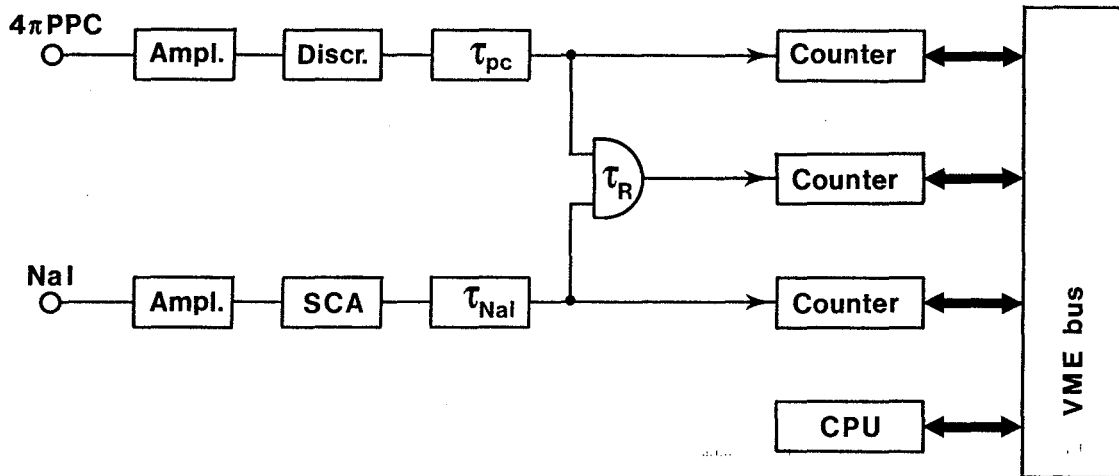 4πPPC
Ampl.
Discr.
τpc
Counter
τR
Counter
NaI
Ampl.
SCA
τNaI
Counter
CPU
VME bus